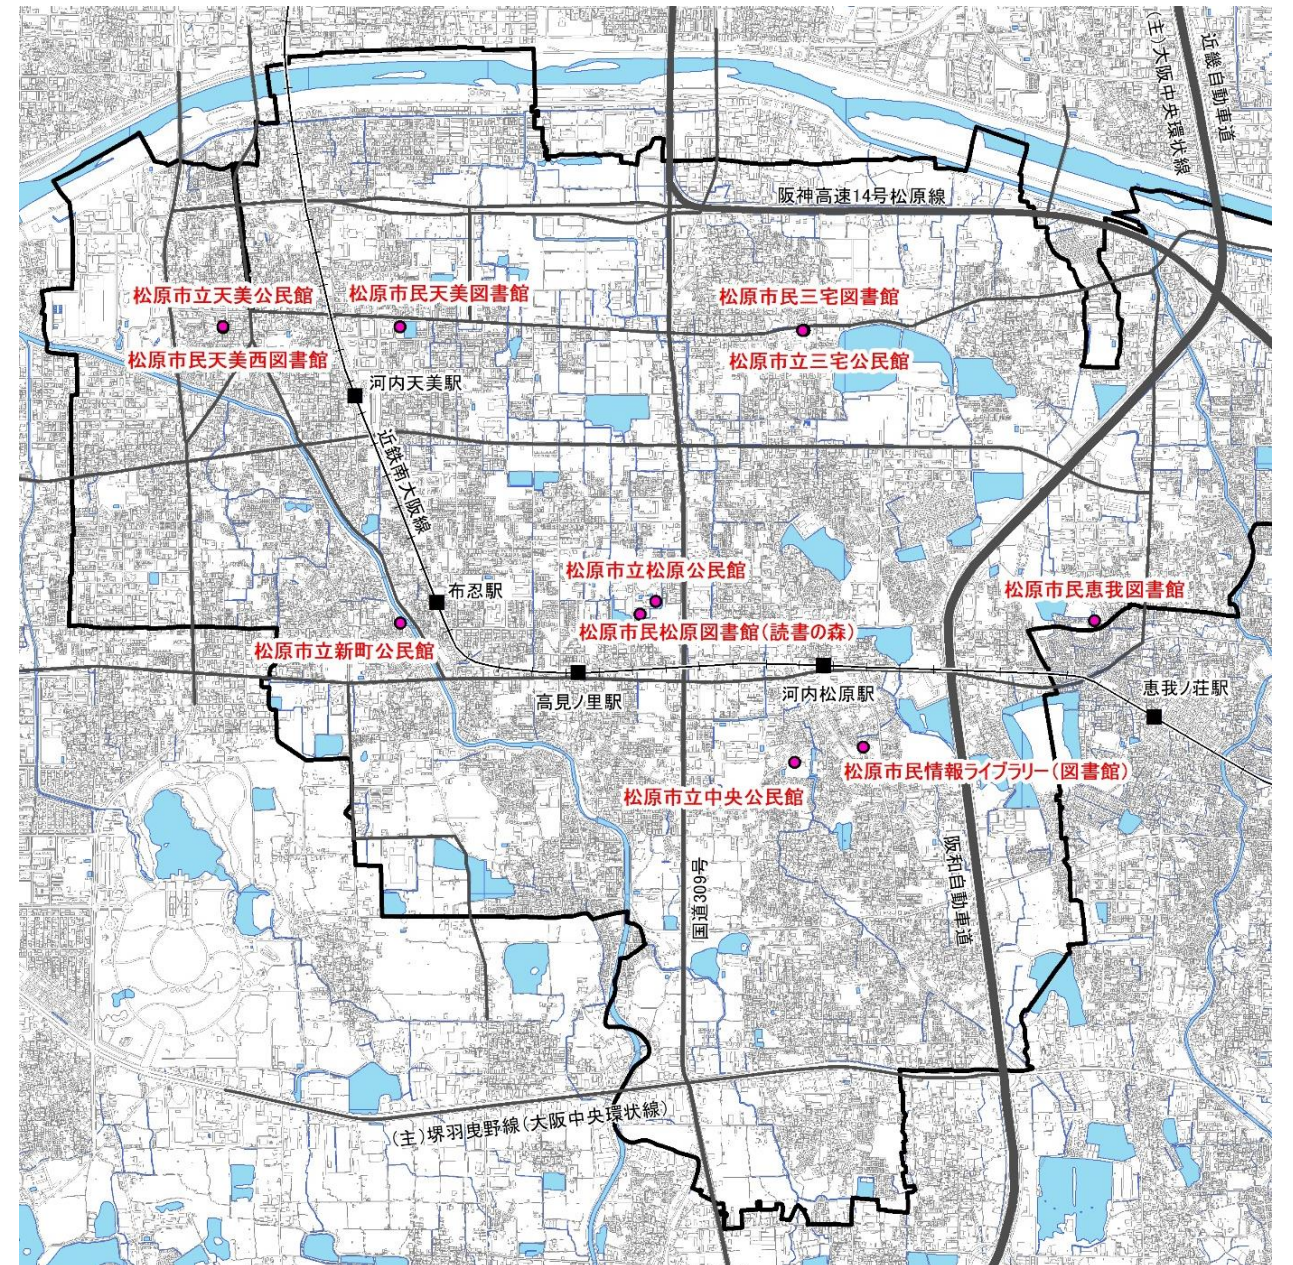 近畿自動車道
(主)大阪中央環状線
阪神高速14号松原線
松原市立天美公民館
松原市民天美図書館
松原市民三宅図書館
松原市民天美西図書館
松原市立三宅公民館
河内天美駅
近鉄南大阪線
松原市立松原公民館
布忍駅
松原市民恵我図書館
松原市民松原図書館(読書の森)
松原市立新町公民館
高見ノ里駅
河内松原駅
恵我ノ荘駅
松原市民情報ライブラリー(図書館)
松原市立中央公民館
国道309号
阪和自動車道
(主)堺羽曳野線(大阪中央環状線)